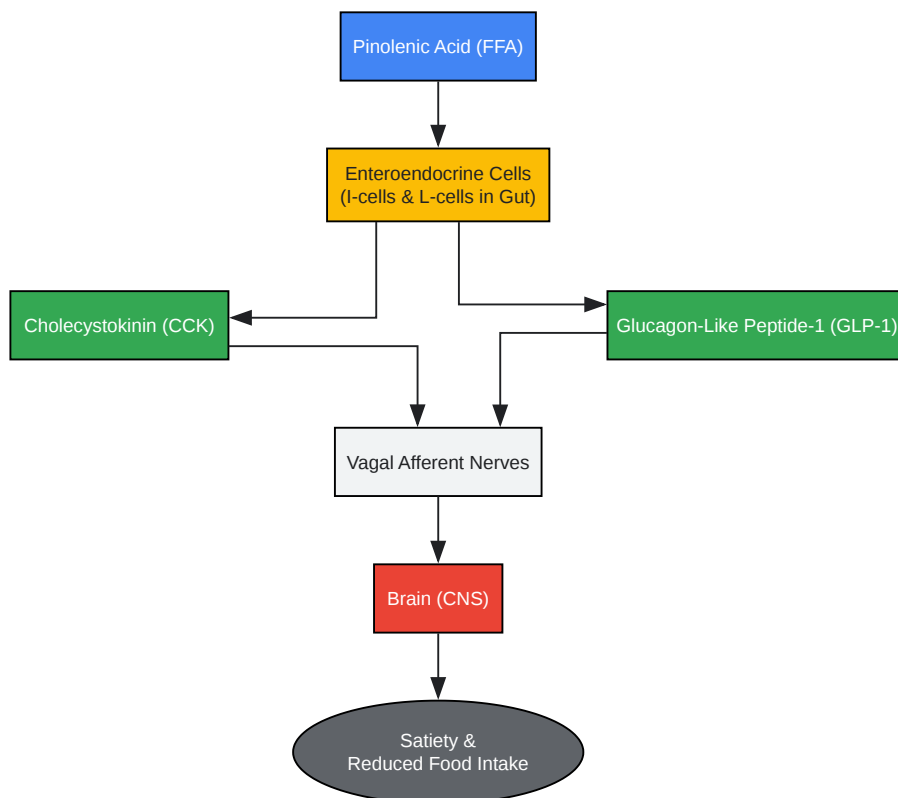 Pinolenic Acid (FFA)
Enteroendocrine Cells
(I-cells & L-cells in Gut)
Cholecystokinin (CCK)
Glucagon-Like Peptide-1 (GLP-1)
Vagal Afferent Nerves
Brain (CNS)
Satiety &
Reduced Food Intake